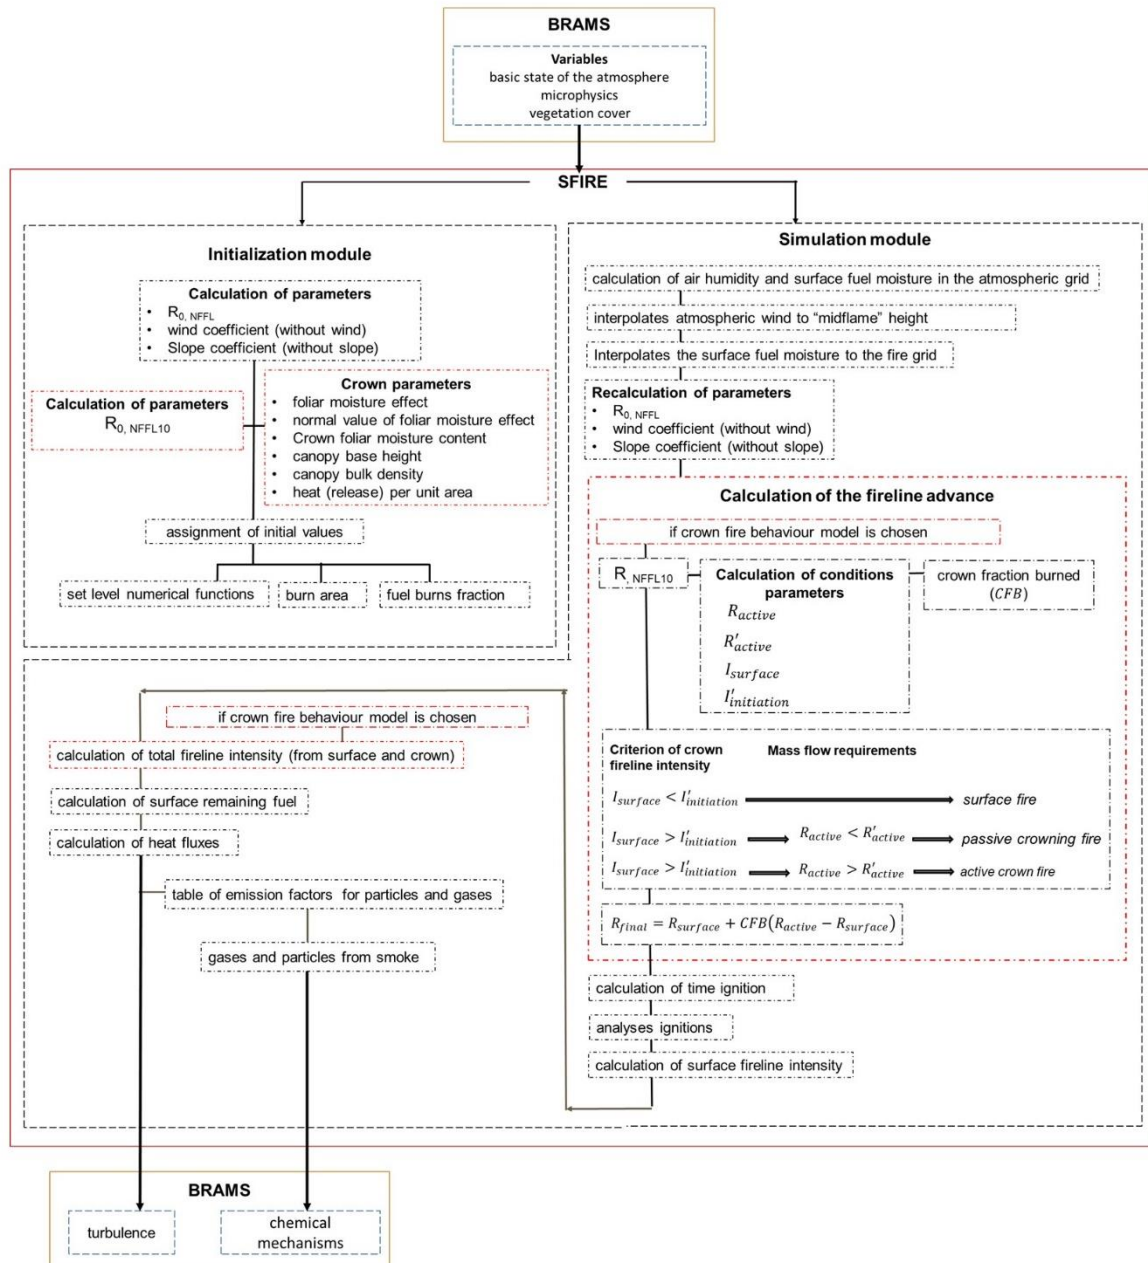 BRAMS
Variables
basic state of the atmosphere
microphysics
vegetation cover
SFIRE
Initialization module
Calculation of parameters
• R0, NFFL
• wind coefficient (without wind)
• Slope coefficient (without slope)
Calculation of parameters
R0, NFFL10
Crown parameters
• foliar moisture effect
• normal value of foliar moisture effect
• Crown foliar moisture content
• canopy base height
• canopy bulk density
• heat (release) per unit area
assignment of initial values
set level numerical functions
burn area
fuel burns fraction
Simulation module
calculation of air humidity and surface fuel moisture in the atmospheric grid
interpolates atmospheric wind to “midflame” height
Interpolates the surface fuel moisture to the fire grid
Recalculation of parameters
• R0, NFFL
• wind coefficient (without wind)
• Slope coefficient (without slope)
Calculation of the fireline advance
if crown fire behaviour model is chosen
R, NFFL10
Calculation of conditions
parameters
Ractive
R′active
Isurface
I′initiation
crown fraction burned
(CFB)
Criterion of crown
fireline intensity
Mass flow requirements
Isurface < I′initiation
surface fire
Isurface > I′initiation
Ractive < R′active
passive crowning fire
Isurface > I′initiation
Ractive > R′active
active crown fire
Rfinal = Rsurface + CFB(Ractive − Rsurface)
calculation of time ignition
analyses ignitions
calculation of surface fireline intensity
if crown fire behaviour model is chosen
calculation of total fireline intensity (from surface and crown)
calculation of surface remaining fuel
calculation of heat fluxes
table of emission factors for particles and gases
gases and particles from smoke
BRAMS
turbulence
chemical
mechanisms